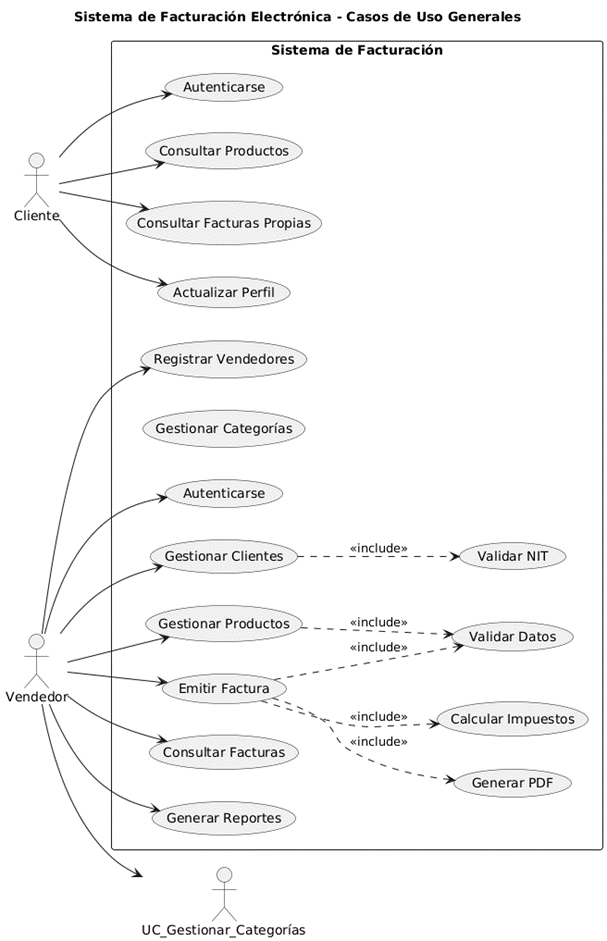 Sistema de Facturación Electrónica - Casos de Uso Generales
Sistema de Facturación
Autenticarse
Consultar Productos
Cliente
Consultar Facturas Propias
Actualizar Perfil
Registrar Vendedores
Gestionar Categorías
Autenticarse
Gestionar Clientes
«include»
Validar NIT
Gestionar Productos
«include»
Validar Datos
«include»
Emitir Factura
Vendedor
«include»
Calcular Impuestos
«include»
Consultar Facturas
Generar PDF
Generar Reportes
UC_Gestionar_Categorías